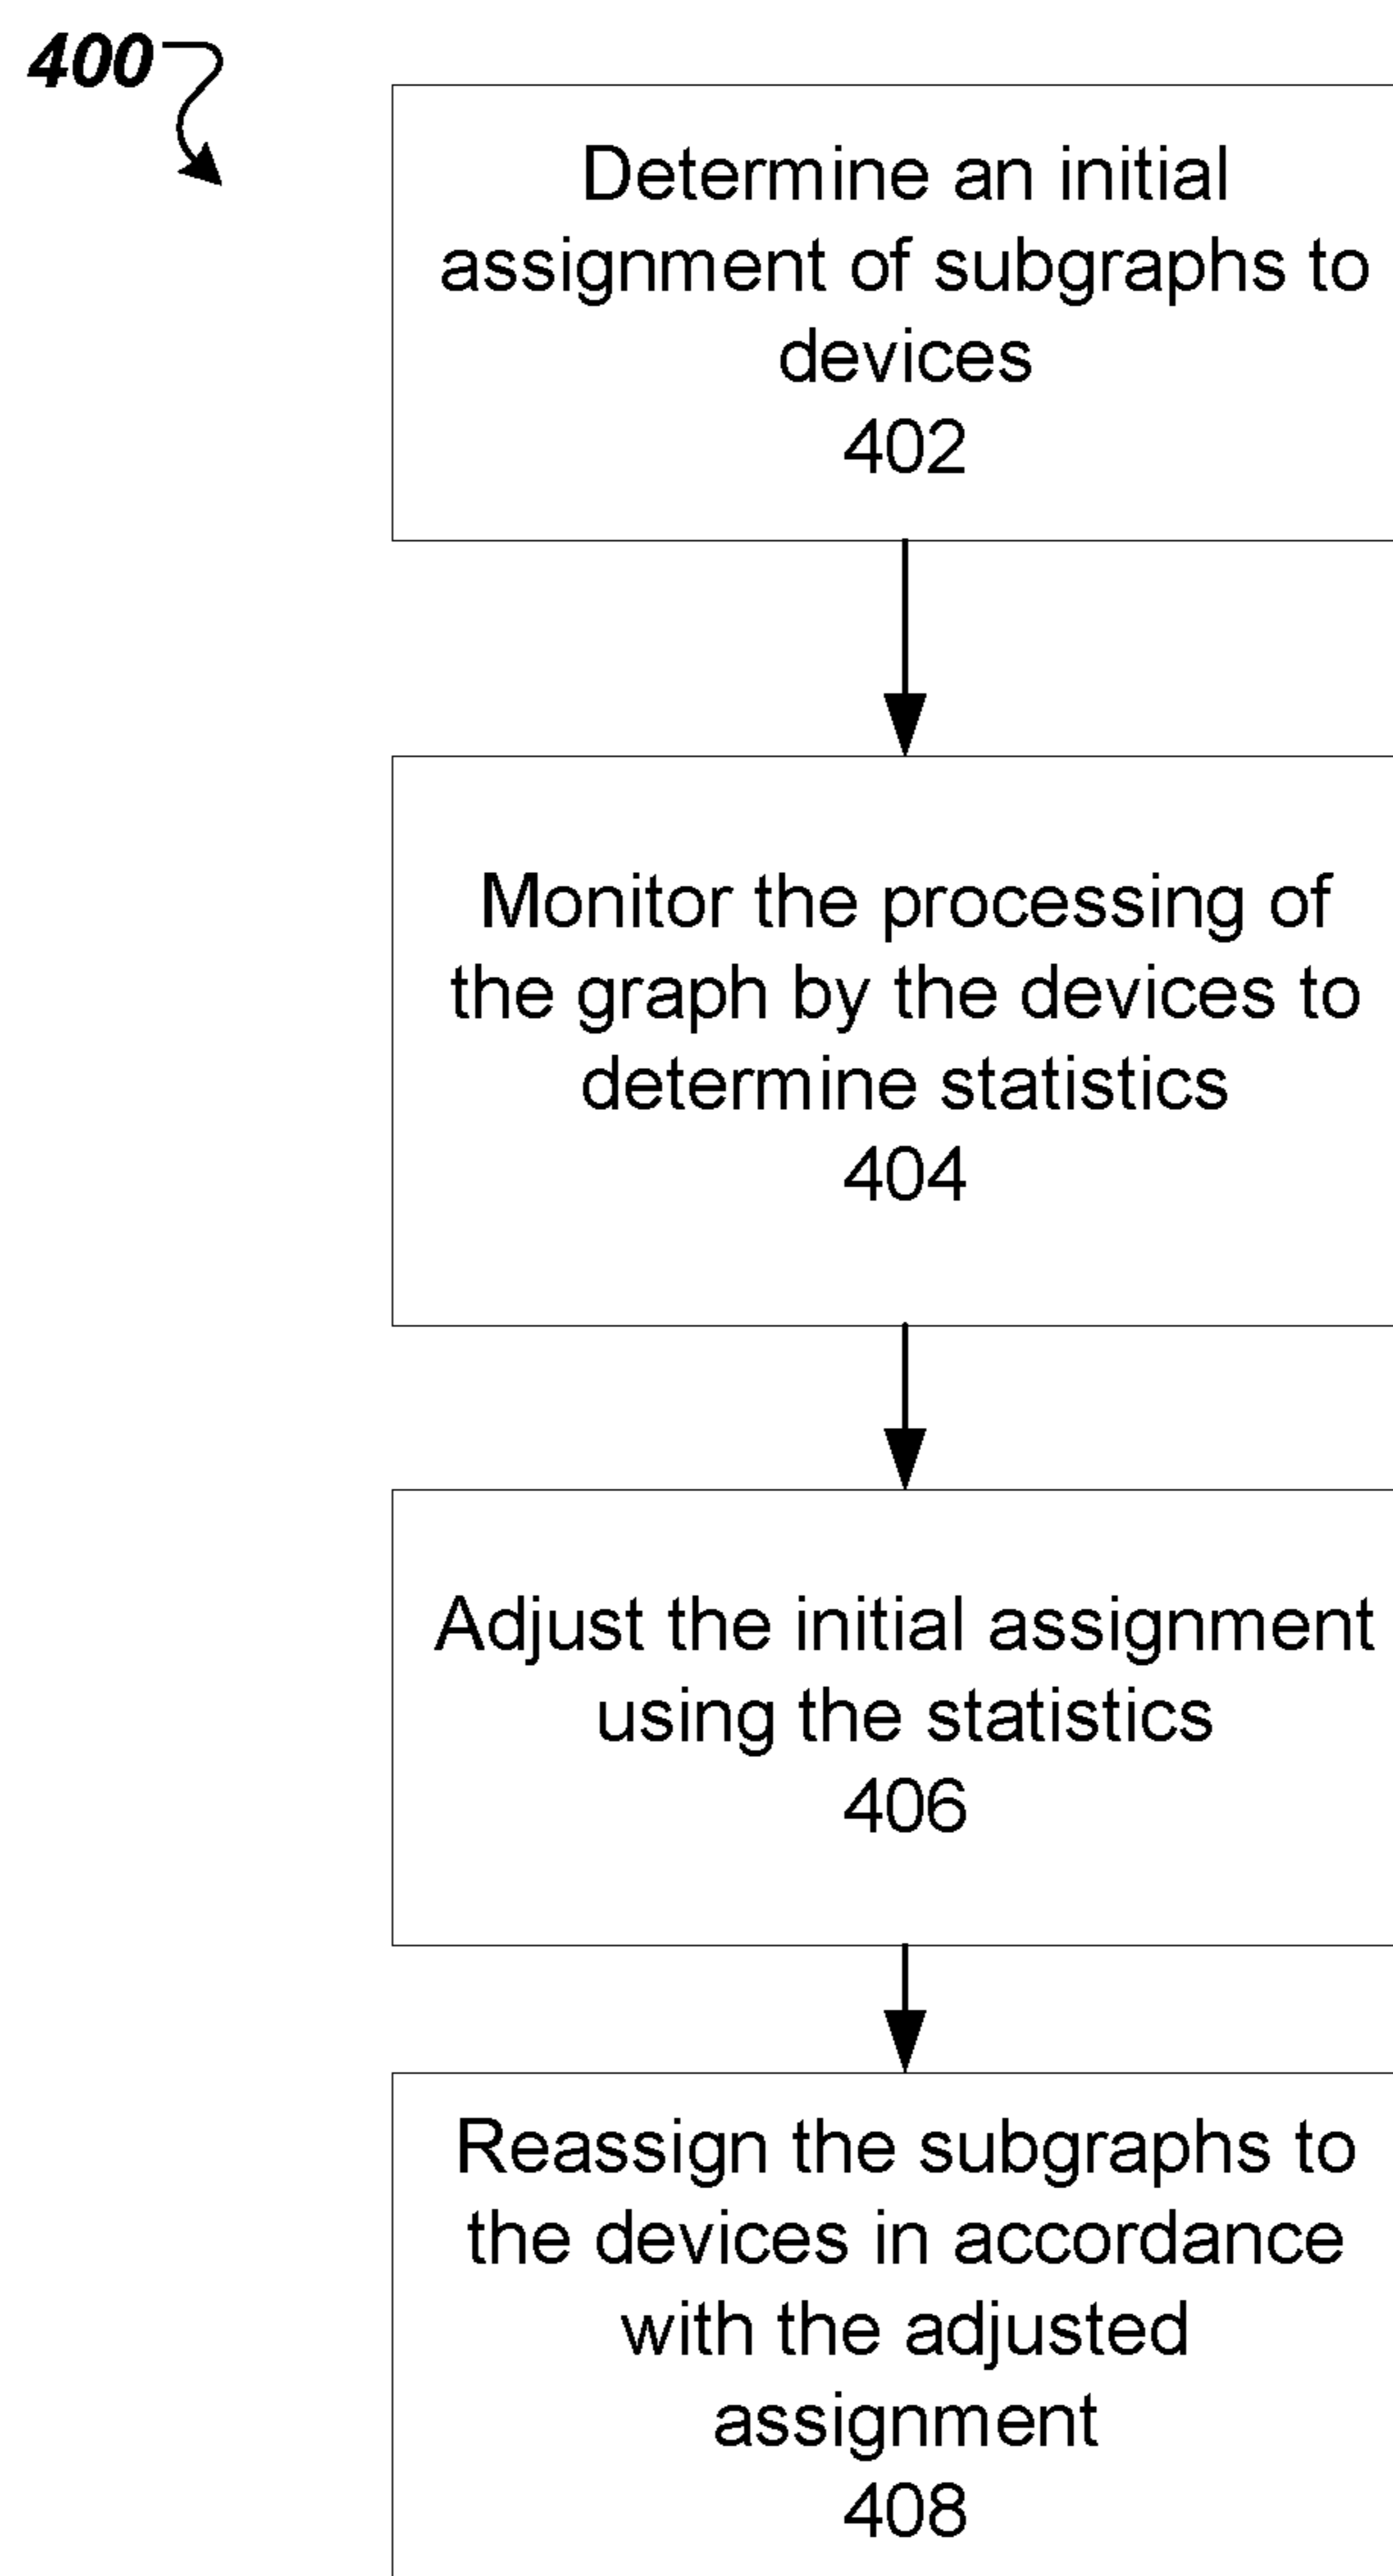 400
Determine an initial
assignment of subgraphs to
devices
402
Monitor the processing of
the graph by the devices to
determine statistics
404
Adjust the initial assignment
using the statistics
406
Reassign the subgraphs to
the devices in accordance
with the adjusted
assignment
408